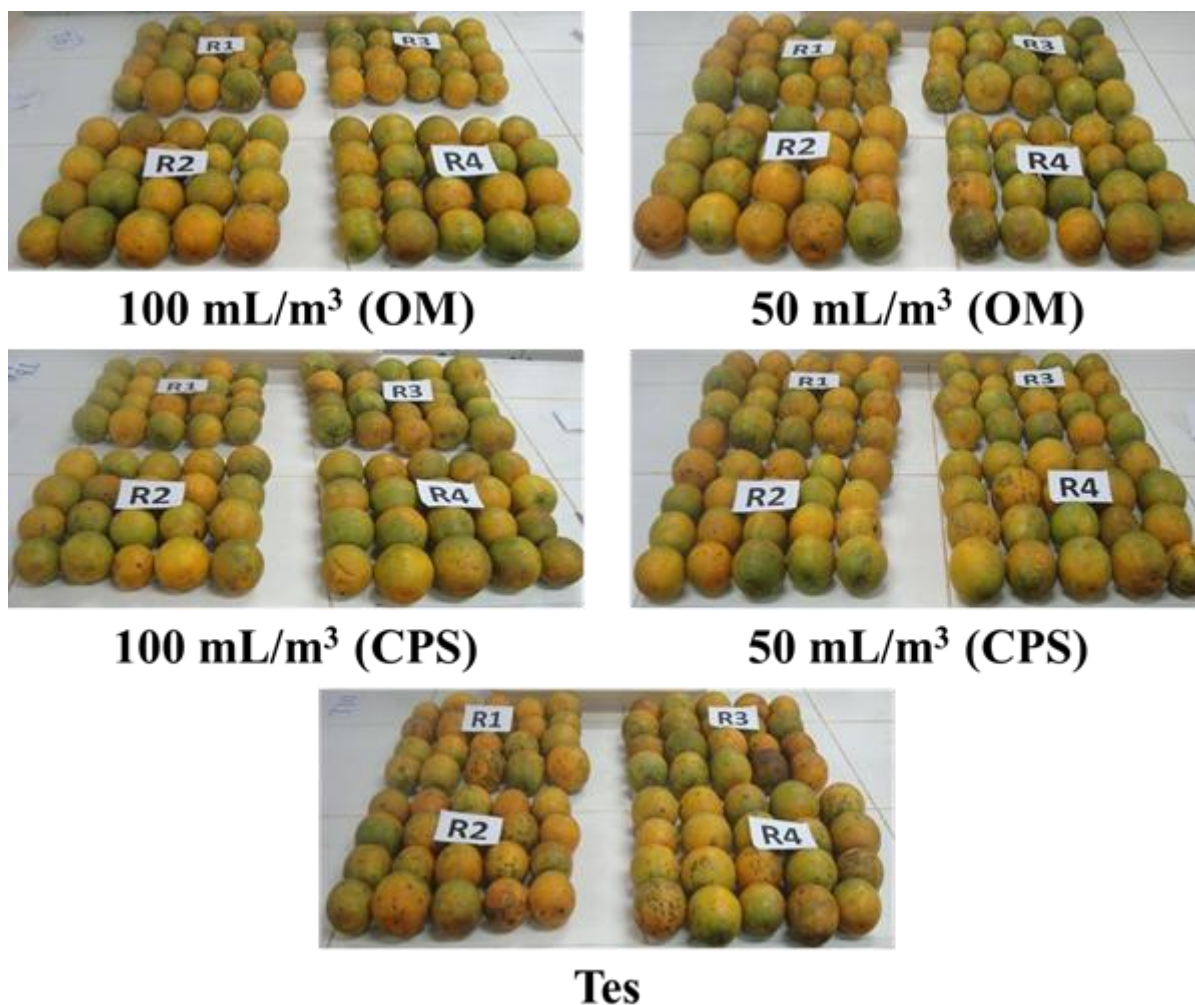 R1
R3
R2
R4
100 mL/m³ (OM)
R1
R3
R2
R4
50 mL/m³ (OM)
R1
R3
R2
R4
100 mL/m³ (CPS)
R1
R3
R2
R4
50 mL/m³ (CPS)
R1
R3
R2
R4
Tes